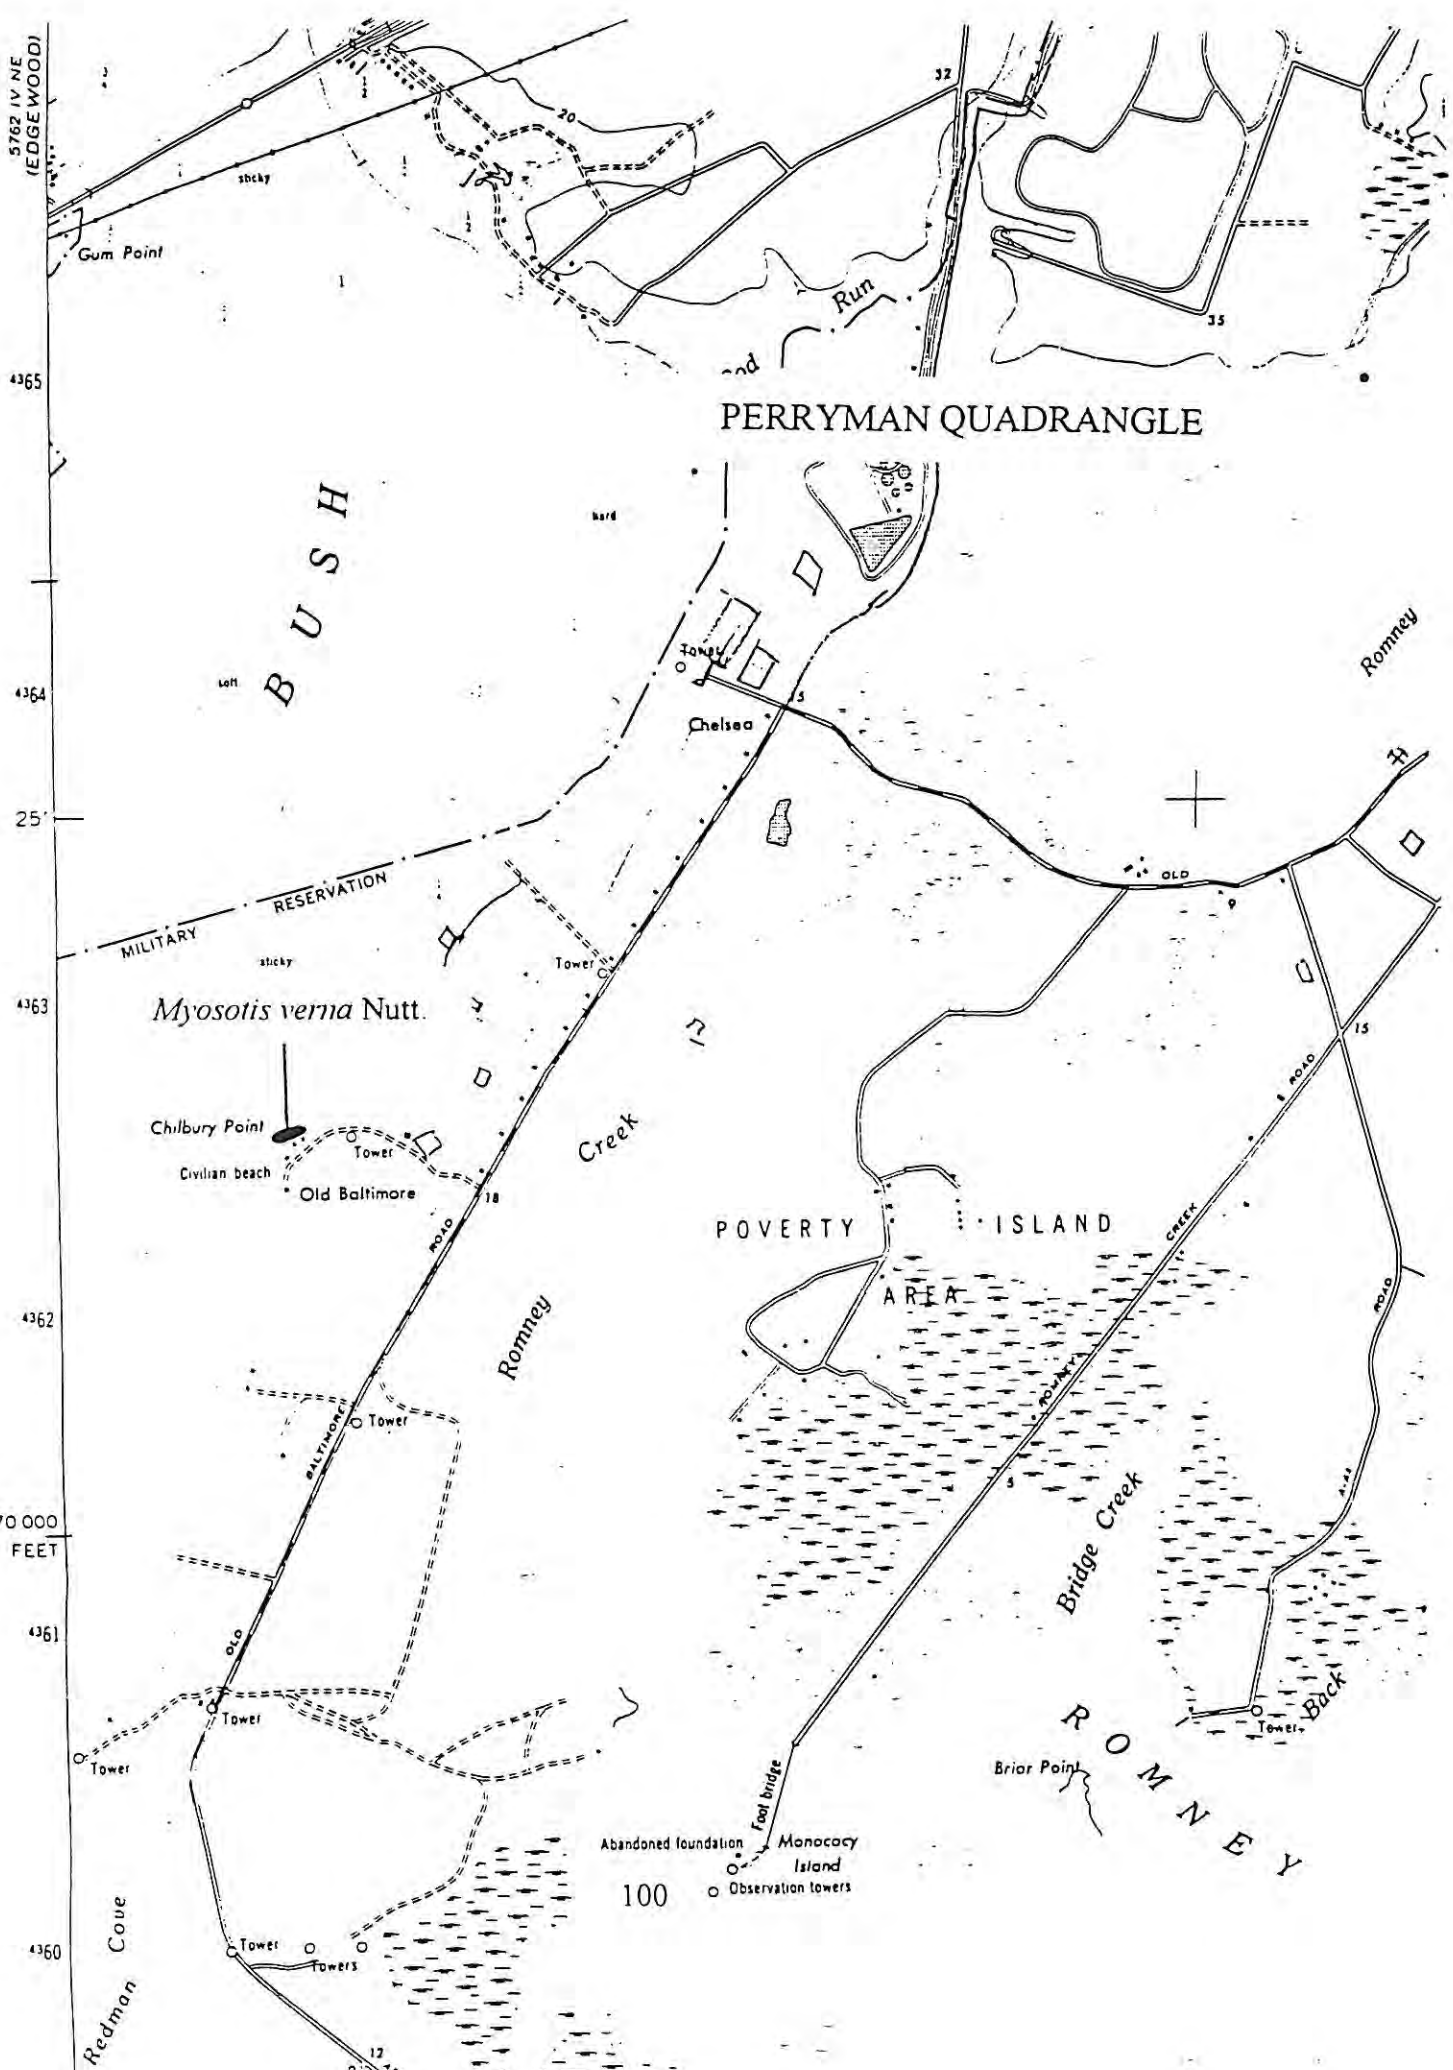 5762 IV NE
(EDGEWOOD)
32
20
sticky
Gum Point
Run
35
4365
PERRYMAN QUADRANGLE
BUSH
hard
Romney
Tower
4364
15
Chelsea
25'
OLD
9
MILITARY RESERVATION
sticky
Tower
4363
Myosotis verna Nutt.
15
ROAD
Chilbury Point
Tower
Creek
Civilian beach
Old Baltimore
18
ROAD
POVERTY ISLAND
AREA
CREEK
ROAD
4362
Romney
ROMNEY
Tower
BALTIMORE
5
Bridge Creek
70 000
FEET
4361
OLD
Tower
Back
Tower
ROMNEY
Tower
Briar Point
Foot bridge
Abandoned foundation
Monococy
Island
100
Observation towers
Cove
4360
Tower
Towers
Redman
12